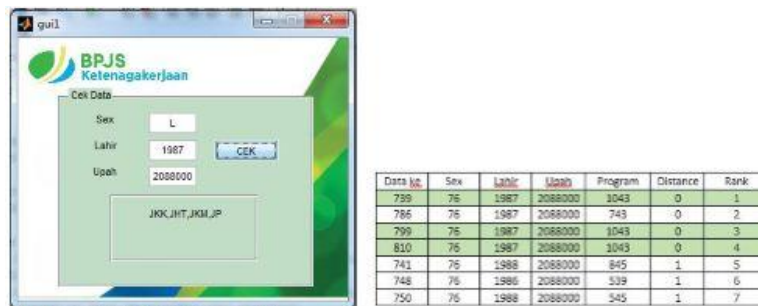 gui1
BPJS
Ketenagakerjaan
Cek Data
Sex L
Lahir 1987 CEK
Upah 2088000
JKK,JHT,JKM,JP
Data ke Sex Lahir Upah Program Distance Rank
739 76 1987 2088000 1043 0 1
786 76 1987 2088000 743 0 2
799 76 1987 2088000 1043 0 3
810 76 1987 2088000 1043 0 4
741 76 1988 2088000 845 1 5
748 76 1986 2088000 539 1 6
750 76 1988 2088000 545 1 7